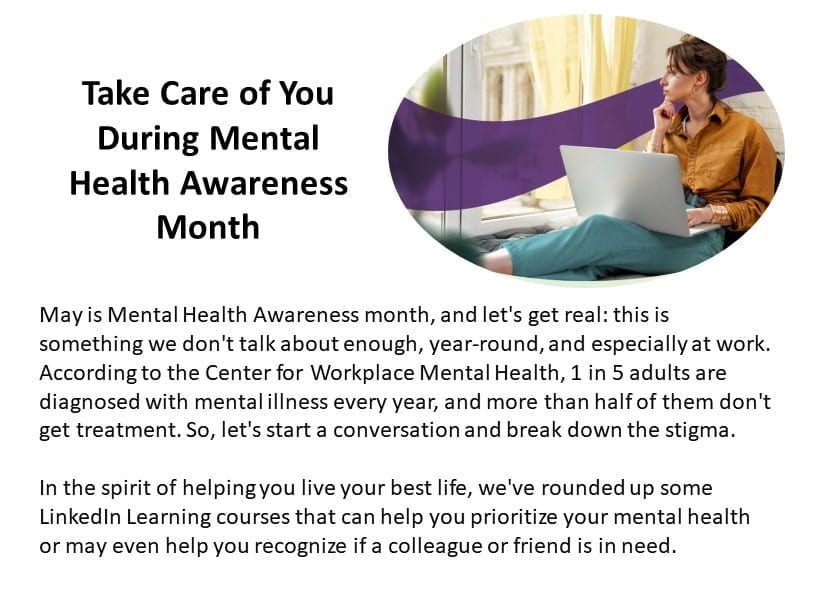 Take Care of You
During Mental
Health Awareness
Month
May is Mental Health Awareness month, and let's get real: this is
something we don't talk about enough, year-round, and especially at work.
According to the Center for Workplace Mental Health, 1 in 5 adults are
diagnosed with mental illness every year, and more than half of them don't
get treatment. So, let's start a conversation and break down the stigma.
In the spirit of helping you live your best life, we've rounded up some
LinkedIn Learning courses that can help you prioritize your mental health
or may even help you recognize if a colleague or friend is in need.